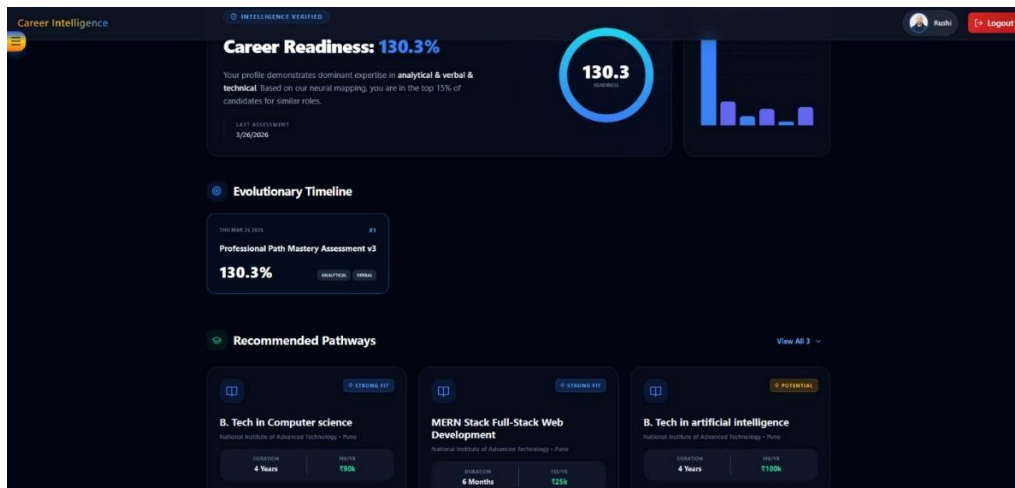 Career Intelligence
Rushi
Logout
INTELLIGENCE VERIFIED
Career Readiness: 130.3%
Your profile demonstrates dominant expertise in analytical & verbal &
technical. Based on our neural mapping, you are in the top 15% of
candidates for similar roles.
LAST ASSESSMENT
3/26/2026
130.3
READINESS
Evolutionary Timeline
THU MAR 26 2026
#1
Professional Path Mastery Assessment v3
130.3%
ANALYTICAL
VERBAL
Recommended Pathways
View All 3
STRONG FIT
B. Tech in Computer science
National Institute of Advanced Technology • Pune
DURATION
4 Years
FEE/YR
₹90k
STRONG FIT
MERN Stack Full-Stack Web
Development
National Institute of Advanced Technology • Pune
DURATION
6 Months
FEE/YR
₹25k
POTENTIAL
B. Tech in artificial intelligence
National Institute of Advanced Technology • Pune
DURATION
4 Years
FEE/YR
₹100k